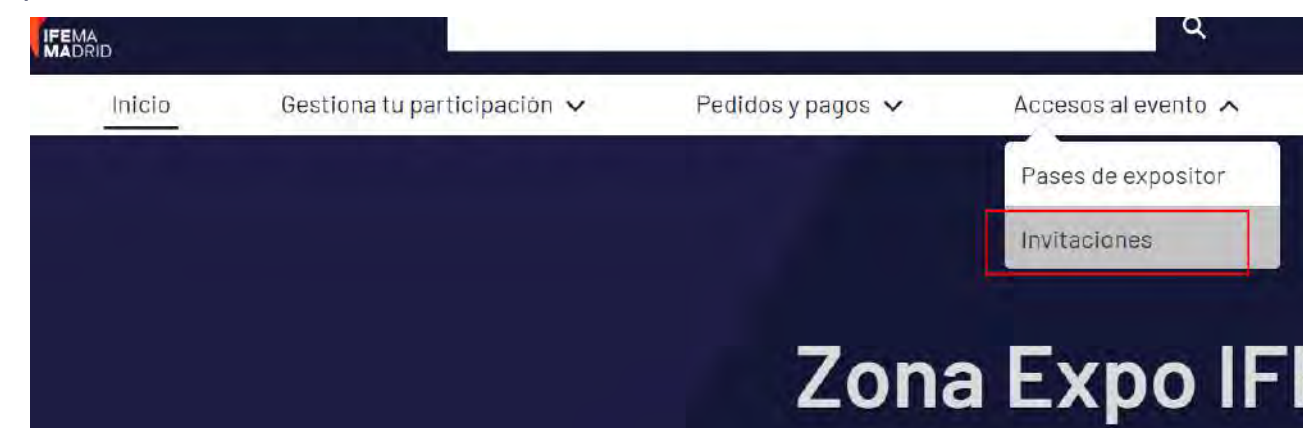 IFEMA
MADRID
Inicio
Gestiona tu participación
Pedidos y pagos
Accesos al evento
Pases de expositor
Invitaciones
Zona Expo IF